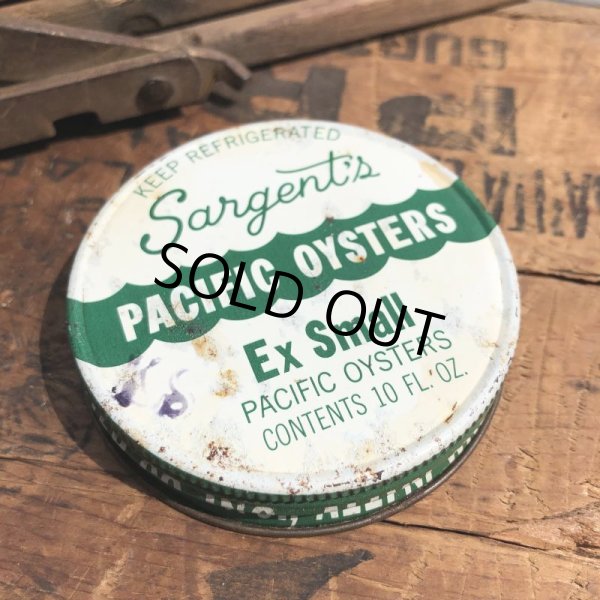 KEEP REFRIGERATED
Sargent's
PACIFIC OYSTERS
SOLD OUT
Ex Small
PACIFIC OYSTERS
CONTENTS 10 FL. OZ.